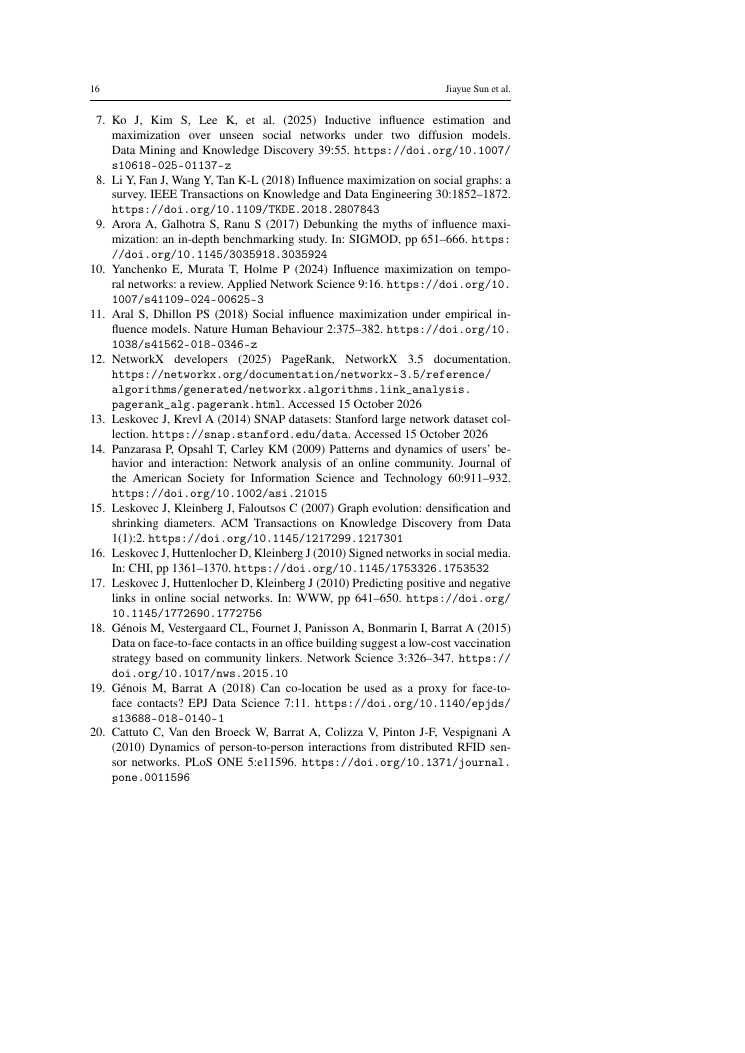 16
Jiayue Sun et al.
7. Ko J, Kim S, Lee K, et al. (2025) Inductive influence estimation and
maximization over unseen social networks under two diffusion models.
Data Mining and Knowledge Discovery 39:55. https://doi.org/10.1007/
s10618-025-01137-z
8. Li Y, Fan J, Wang Y, Tan K-L (2018) Influence maximization on social graphs: a
survey. IEEE Transactions on Knowledge and Data Engineering 30:1852–1872.
https://doi.org/10.1109/TKDE.2018.2807843
9. Arora A, Galhotra S, Ranu S (2017) Debunking the myths of influence maxi-
mization: an in-depth benchmarking study. In: SIGMOD, pp 651–666. https:
//doi.org/10.1145/3035918.3035924
10. Yanchenko E, Murata T, Holme P (2024) Influence maximization on tempo-
ral networks: a review. Applied Network Science 9:16. https://doi.org/10.
1007/s41109-024-00625-3
11. Aral S, Dhillon PS (2018) Social influence maximization under empirical in-
fluence models. Nature Human Behaviour 2:375–382. https://doi.org/10.
1038/s41562-018-0346-z
12. NetworkX developers (2025) PageRank, NetworkX 3.5 documentation.
https://networkx.org/documentation/networkx-3.5/reference/
algorithms/generated/networkx.algorithms.link_analysis.
pagerank_alg.pagerank.html. Accessed 15 October 2026
13. Leskovec J, Krevl A (2014) SNAP datasets: Stanford large network dataset col-
lection. https://snap.stanford.edu/data. Accessed 15 October 2026
14. Panzarasa P, Opsahl T, Carley KM (2009) Patterns and dynamics of users' be-
havior and interaction: Network analysis of an online community. Journal of
the American Society for Information Science and Technology 60:911–932.
https://doi.org/10.1002/asi.21015
15. Leskovec J, Kleinberg J, Faloutsos C (2007) Graph evolution: densification and
shrinking diameters. ACM Transactions on Knowledge Discovery from Data
1(1):2. https://doi.org/10.1145/1217299.1217301
16. Leskovec J, Huttenlocher D, Kleinberg J (2010) Signed networks in social media.
In: CHI, pp 1361–1370. https://doi.org/10.1145/1753326.1753532
17. Leskovec J, Huttenlocher D, Kleinberg J (2010) Predicting positive and negative
links in online social networks. In: WWW, pp 641–650. https://doi.org/
10.1145/1772690.1772756
18. Génois M, Vestergaard CL, Fournet J, Panisson A, Bonmarin I, Barrat A (2015)
Data on face-to-face contacts in an office building suggest a low-cost vaccination
strategy based on community linkers. Network Science 3:326–347. https://
doi.org/10.1017/nws.2015.10
19. Génois M, Barrat A (2018) Can co-location be used as a proxy for face-to-
face contacts? EPJ Data Science 7:11. https://doi.org/10.1140/epjds/
s13688-018-0140-1
20. Cattuto C, Van den Broeck W, Barrat A, Colizza V, Pinton J-F, Vespignani A
(2010) Dynamics of person-to-person interactions from distributed RFID sen-
sor networks. PLoS ONE 5:e11596. https://doi.org/10.1371/journal.
pone.0011596